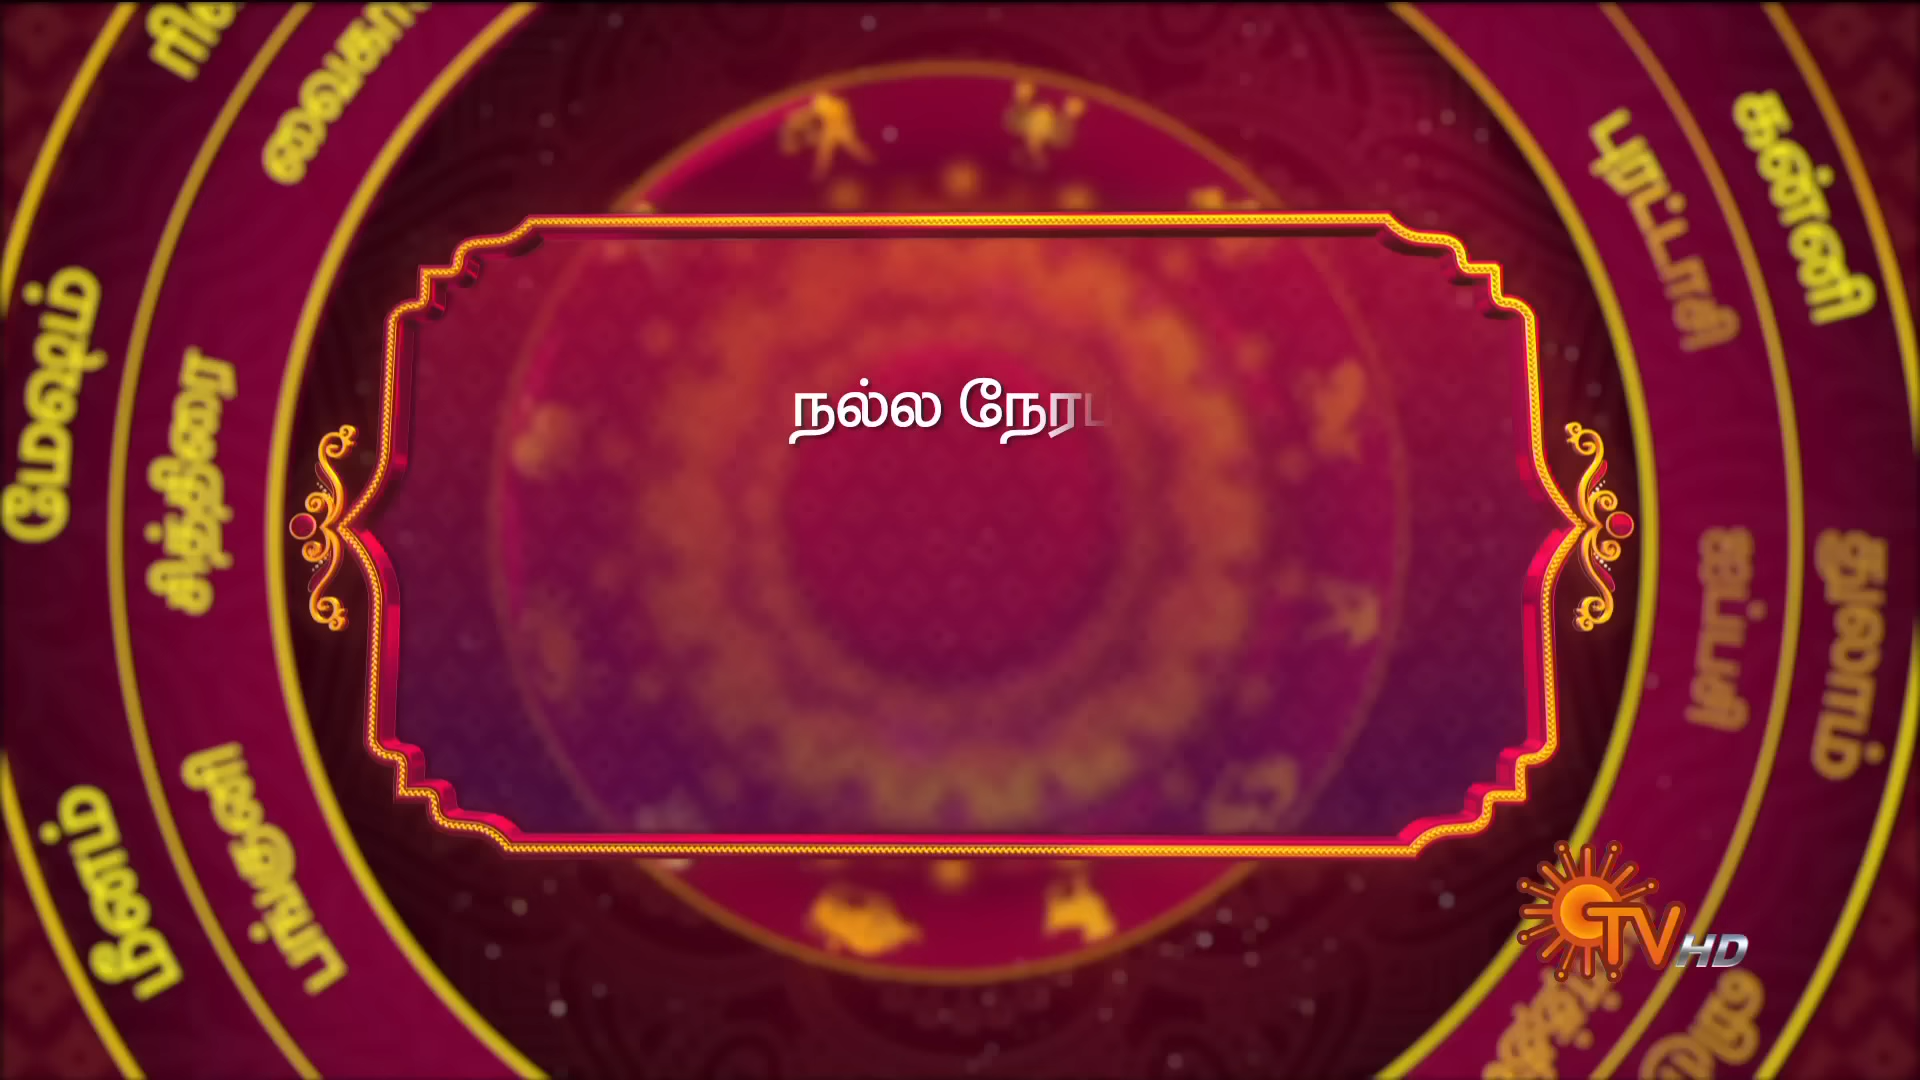 நல்ல நேரம்
மேஷம்
சித்திரை
மீனம்
பங்குனி
கன்னி
புரட்டாசி
துலாம்
ஐப்பசி
TV HD